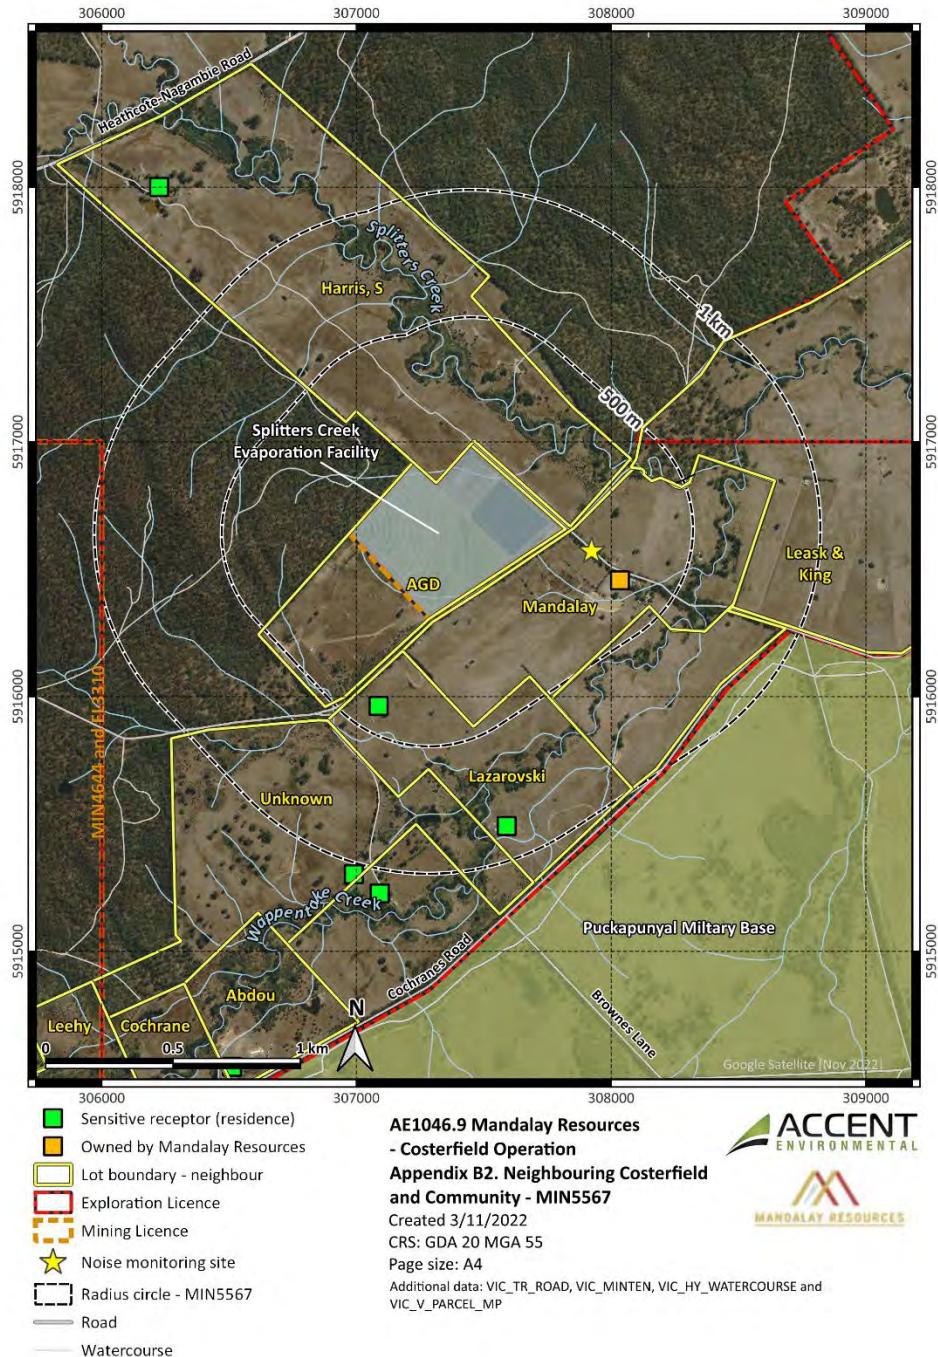 306000
307000
308000
309000
5918000
5918000
5917000
5917000
5916000
5916000
5915000
5915000
Heathcote-Nagambie Road
Splitters Creek
Harris, S
1 km
500 m
Splitters Creek
Evaporation Facility
AGD
Mandalay
Leask &
King
MIN4644 and EL3310
Lazarovski
Unknown
Wappentake Creek
Puckapunyal Miltary Base
Cochranes Road
Brownes Lane
Abdou
Cochrane
Leehy
N
0 0.5 1 km
Google Satellite [Nov 2022]
306000
307000
308000
309000
Sensitive receptor (residence)
Owned by Mandalay Resources
Lot boundary - neighbour
Exploration Licence
Mining Licence
Noise monitoring site
Radius circle - MIN5567
Road
Watercourse
AE1046.9 Mandalay Resources
- Costerfield Operation
Appendix B2. Neighbouring Costerfield
and Community - MIN5567
Created 3/11/2022
CRS: GDA 20 MGA 55
Page size: A4
Additional data: VIC_TR_ROAD, VIC_MINTEN, VIC_HY_WATERCOURSE and
VIC_V_PARCEL_MP
ACCENT
ENVIRONMENTAL
MANDALAY RESOURCES